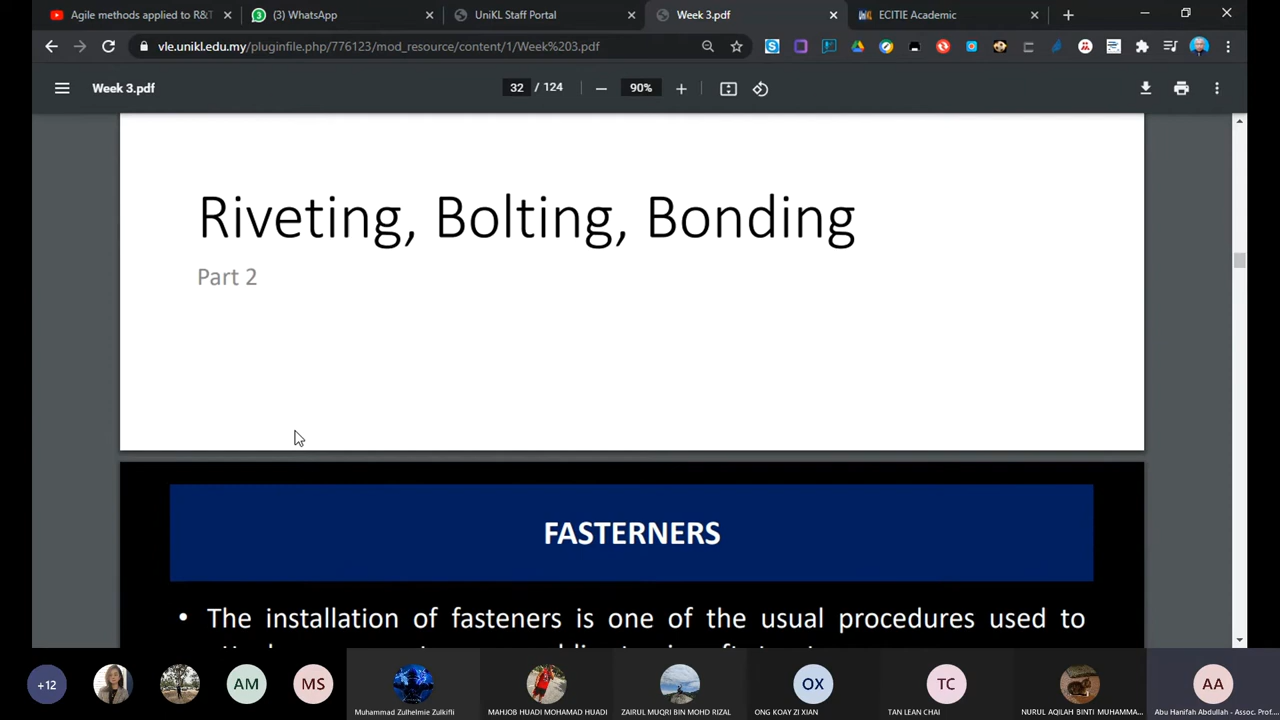 Agile methods applied to R&T
(3) WhatsApp
UniKL Staff Portal
Week 3.pdf
ECITIE Academic
vle.unikl.edu.my/pluginfile.php/776123/mod_resource/content/1/Week%203.pdf
Week 3.pdf
32 / 124
90%
Riveting, Bolting, Bonding
Part 2
FASTERNERS
• The installation of fasteners is one of the usual procedures used to
+12
AM
MS
OX
TC
AA
Muhammad Zulhelmie Zulkifli
MAHJOB HUADI MOHAMAD HUADI
ZAIRUL MUQRI BIN MOHD RIZAL
ONG KOAY ZI XIAN
TAN LEAN CHAI
NURUL AQILAH BINTI MUHAMMA...
Abu Hanifah Abdullah - Assoc. Prof...